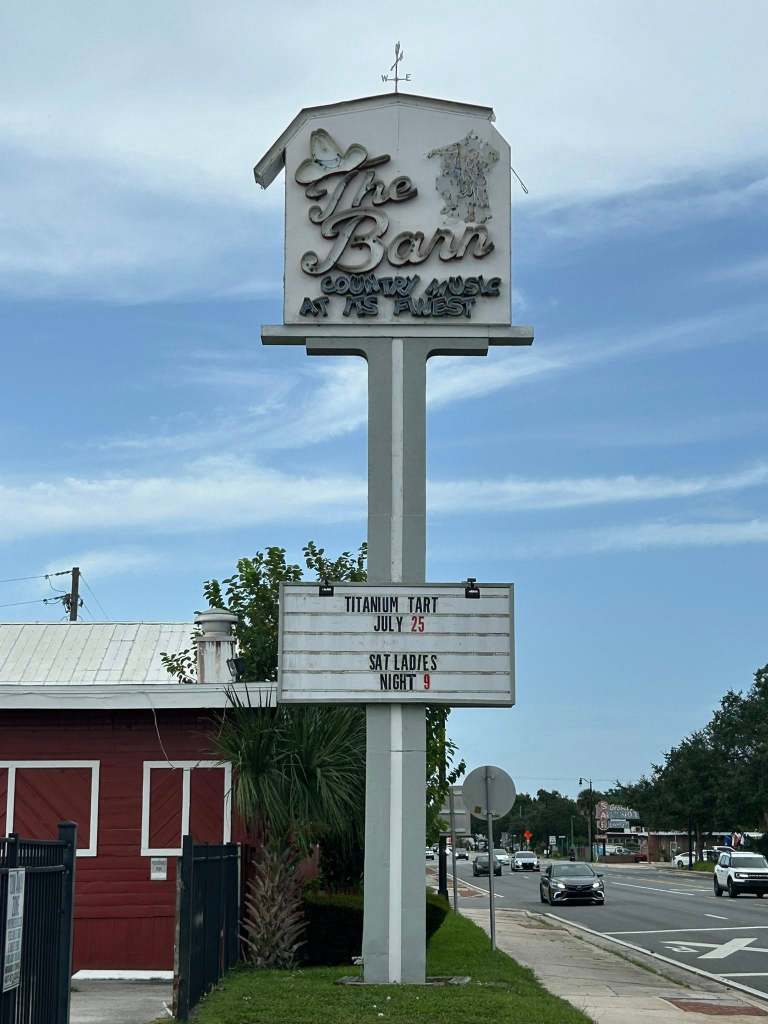 W E
The
Barn
COUNTRY MUSIC
AT ITS FINEST
TITANIUM TART
JULY 25
SAT LADIES
NIGHT 9